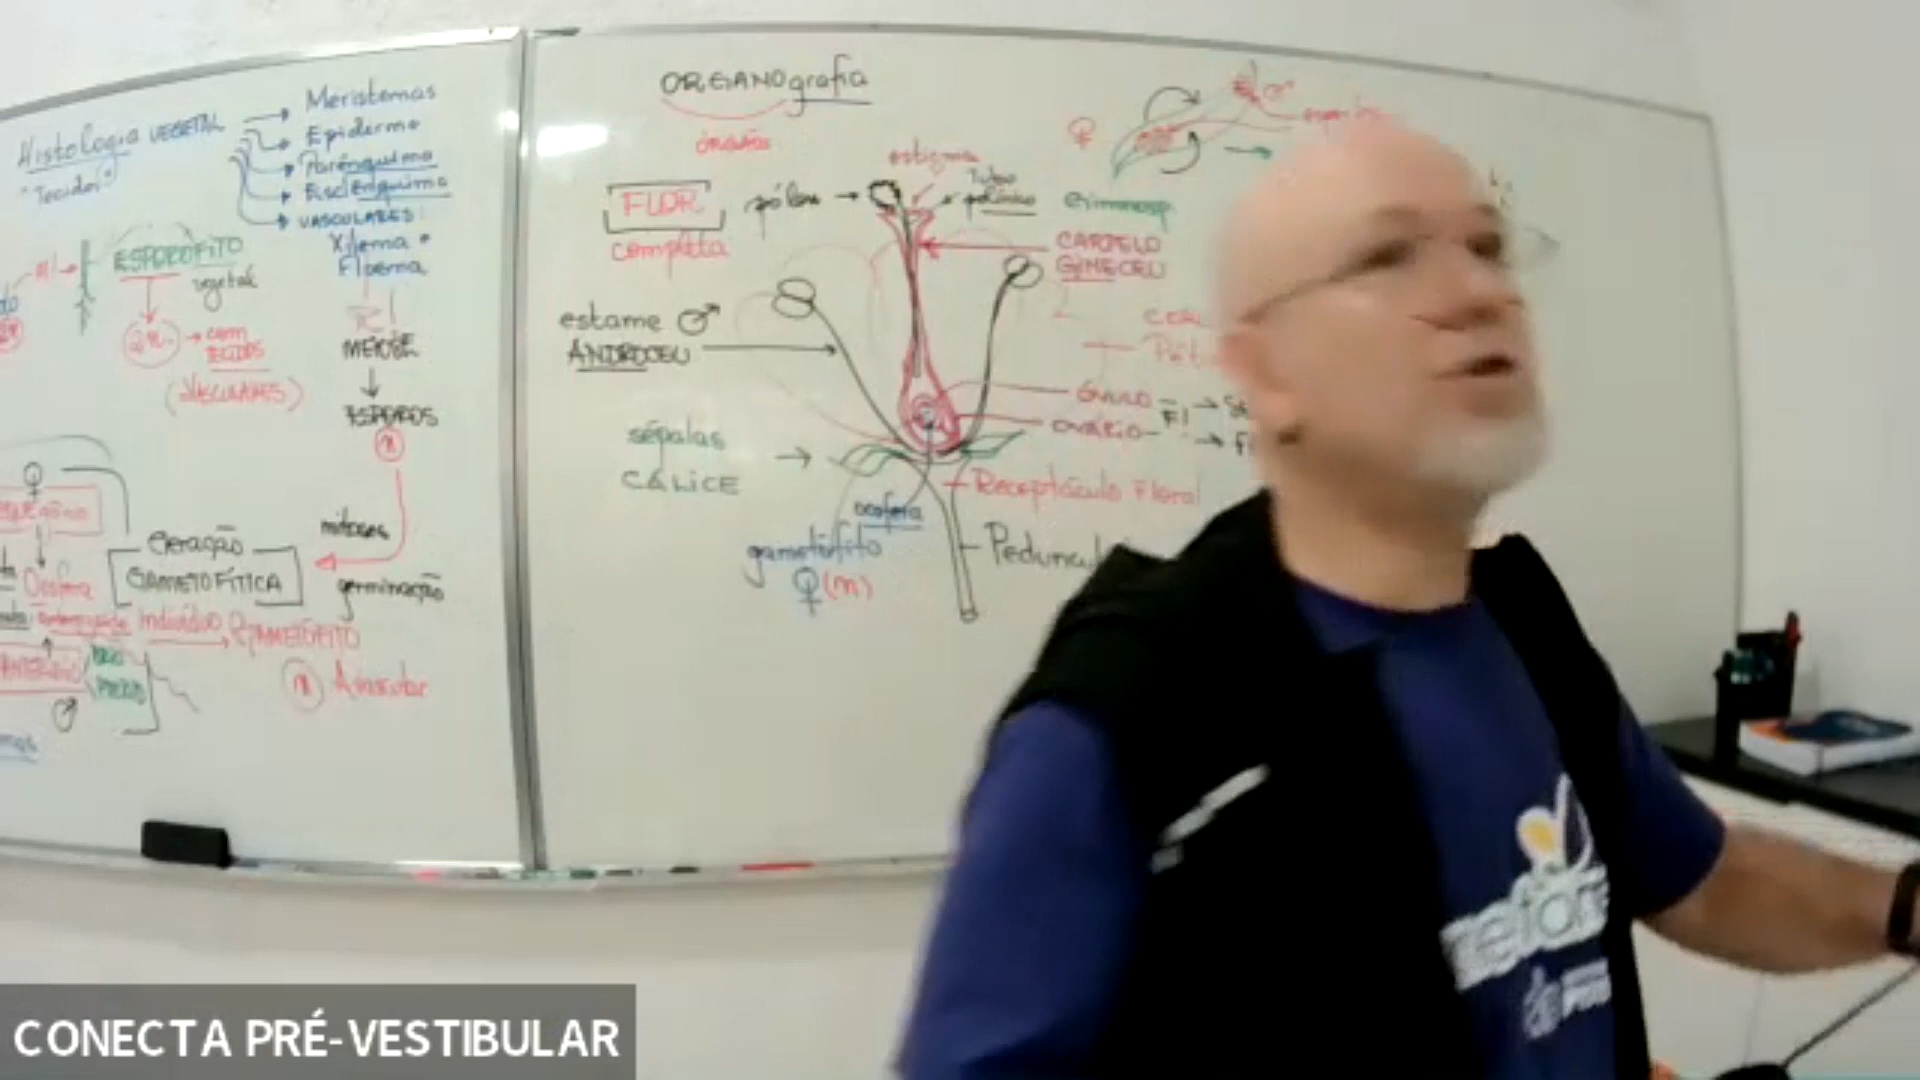 Histologia VEGETAL
"Tecidos"
Meristemas
Epiderme
Parênquima
Esclerênquima
VASCULARES:
Xilema
Floema
ESPOROFITO
vegetal
2n
com
TECIDOS
(VASCULARES)
R!
MEIOSE
ESPOROS
n
mitoses
germinação
♀
Geração
GAMETOFÍTICA
Oosfera
Indivíduo GAMETÓFITO
n Avascular
♂
ORGANOgrafia
órgãos
FLOR
completa
pólen
estigma
Tubo
polínico
CARPELO
GINECEU
estame ♂
ANDROCEU
óvulo
ovário
F!
sépalas
CÁLICE
Receptáculo Floral
oosfera
gametófito
♀ (n)
♀
CONECTA PRÉ-VESTIBULAR